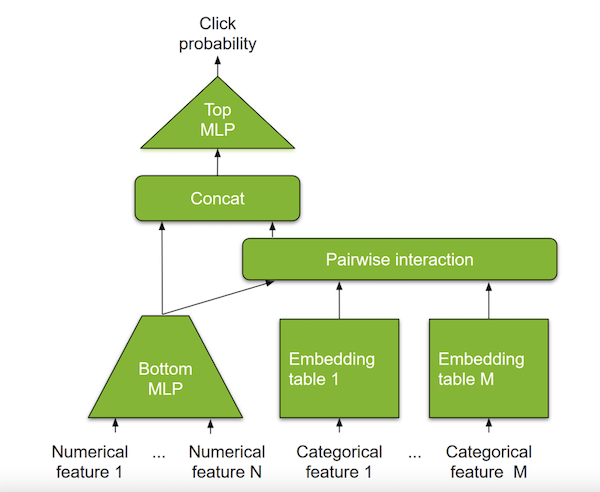 Click
probability
Top
MLP
Concat
Pairwise interaction
Bottom
MLP
Embedding
table 1
Embedding
table M
Numerical
feature 1
...
Numerical
feature N
Categorical
feature 1
...
Categorical
feature M